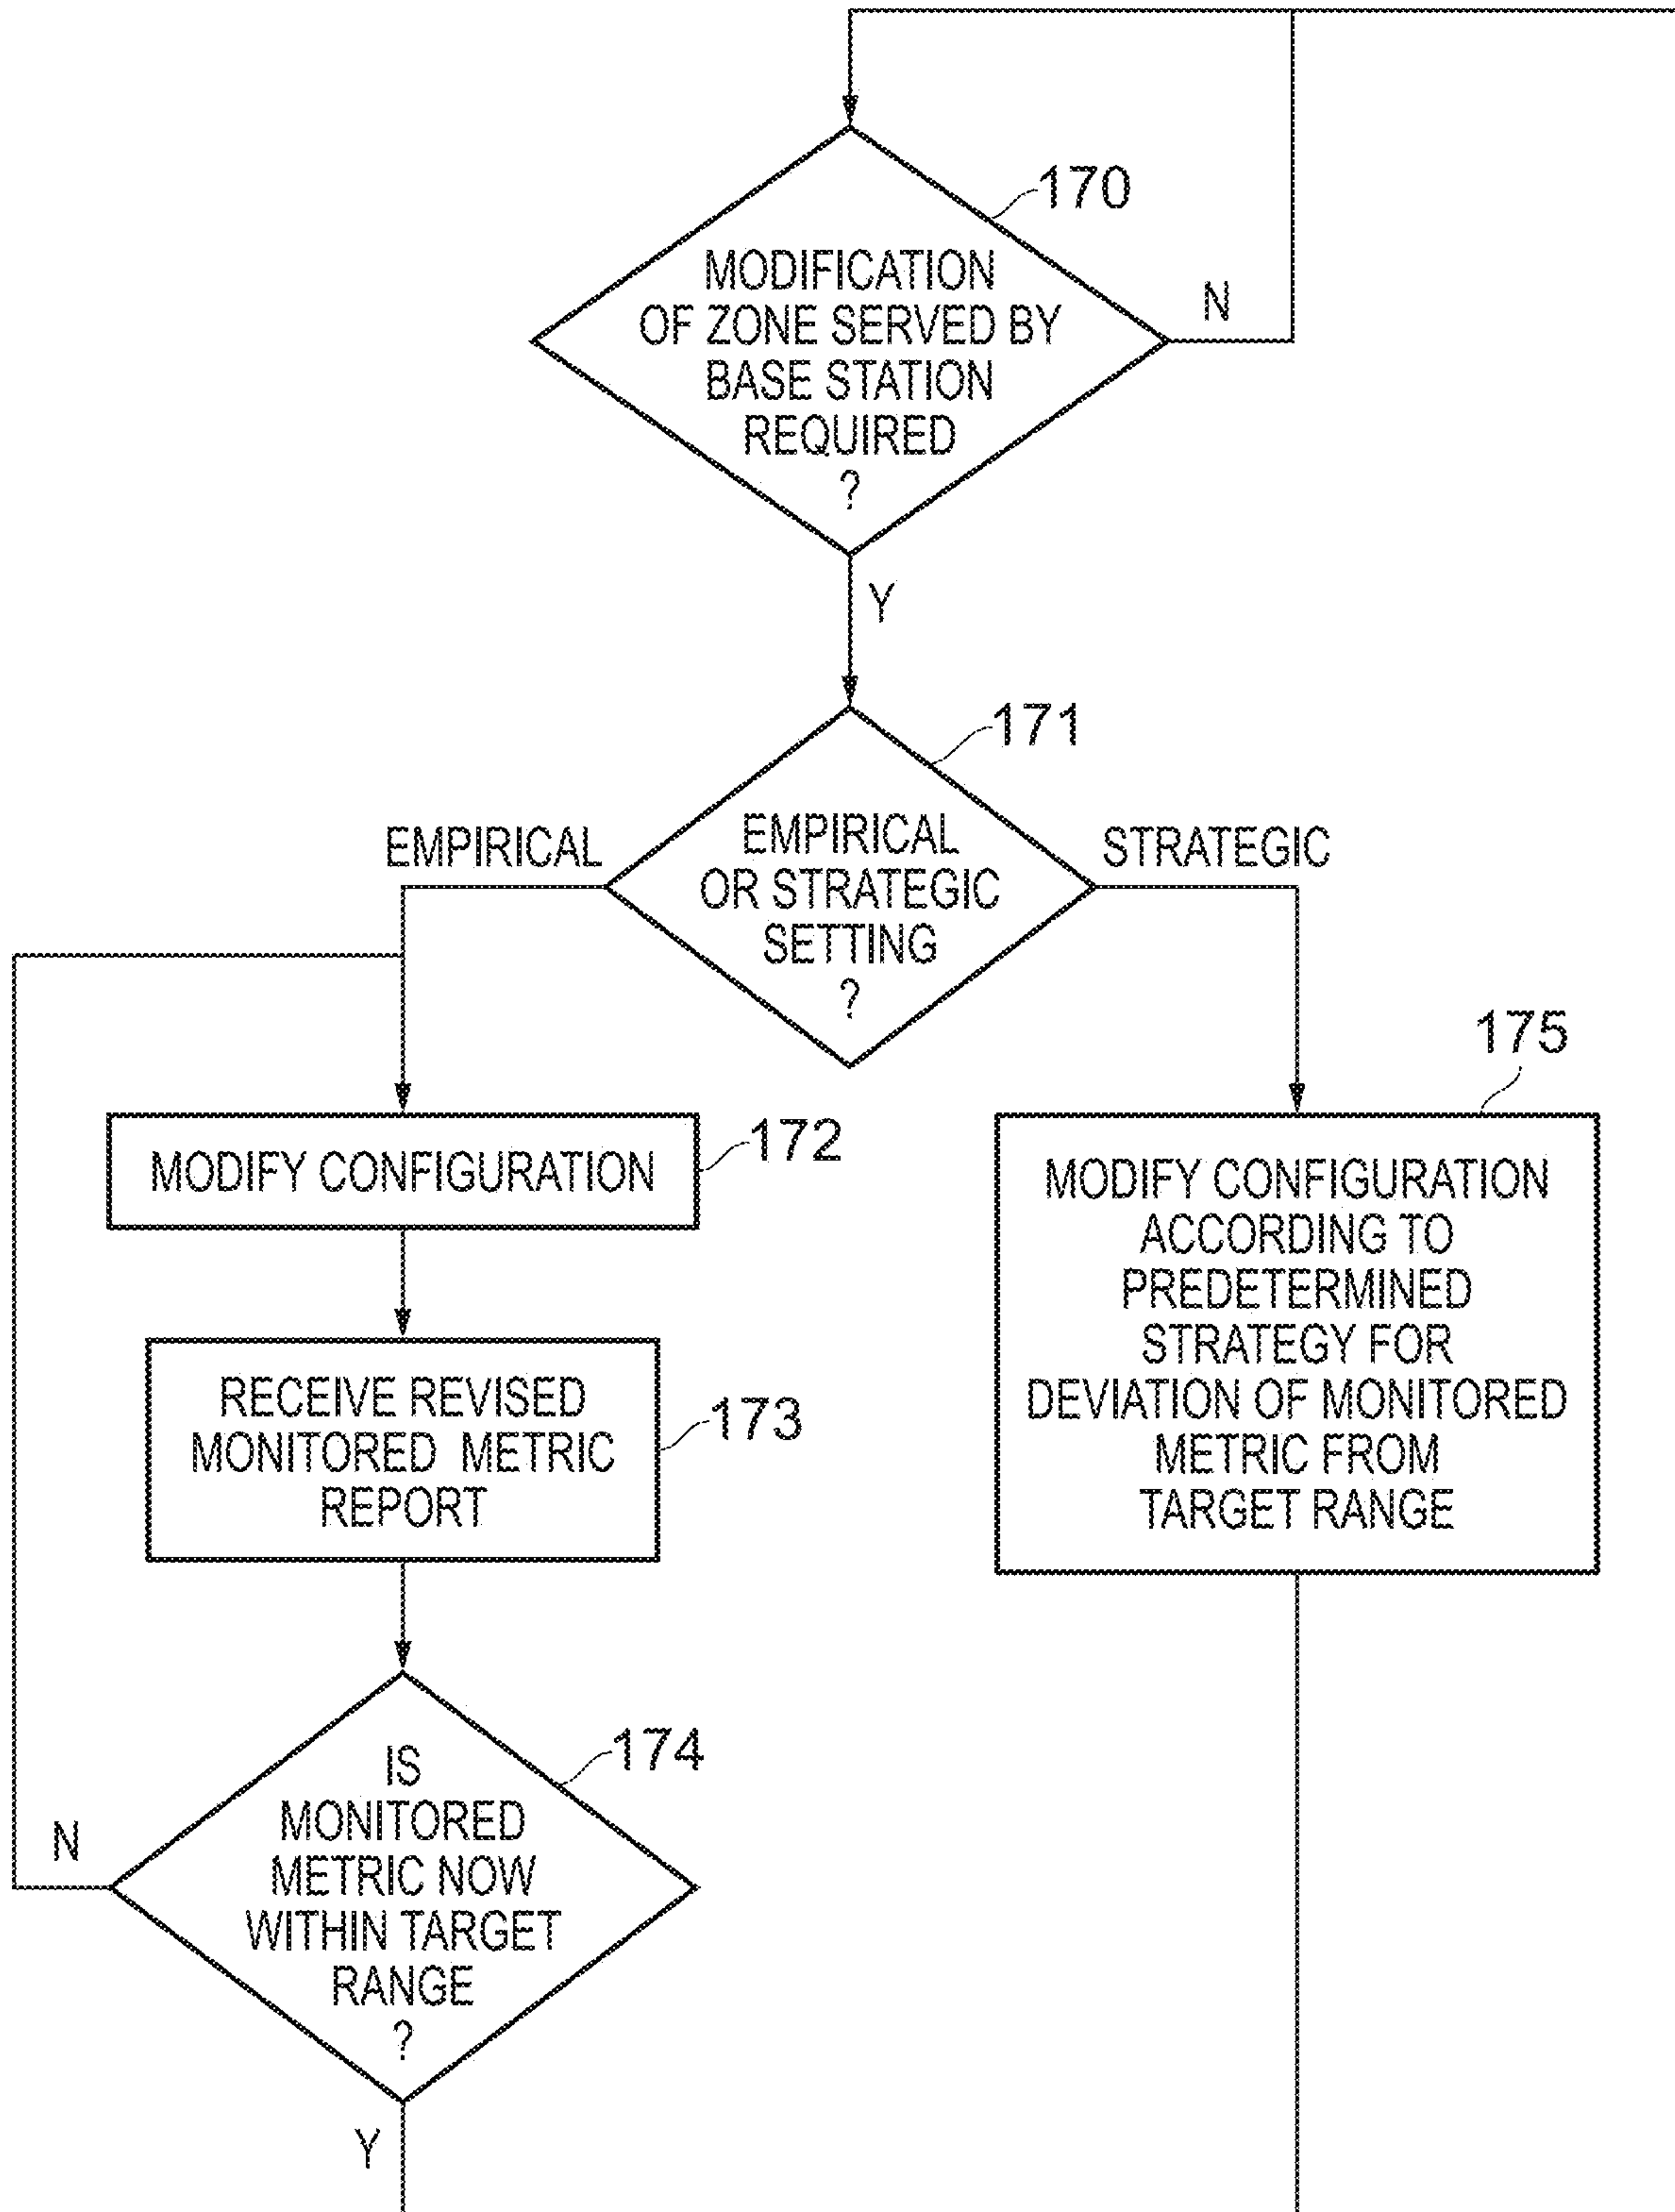 170
MODIFICATION
OF ZONE SERVED BY
BASE STATION
REQUIRED
?
N
Y
171
EMPIRICAL
EMPIRICAL
OR STRATEGIC
SETTING
?
STRATEGIC
172
MODIFY CONFIGURATION
173
RECEIVE REVISED
MONITORED METRIC
REPORT
174
IS
MONITORED
METRIC NOW
WITHIN TARGET
RANGE
?
N
Y
175
MODIFY CONFIGURATION
ACCORDING TO
PREDETERMINED
STRATEGY FOR
DEVIATION OF MONITORED
METRIC FROM
TARGET RANGE